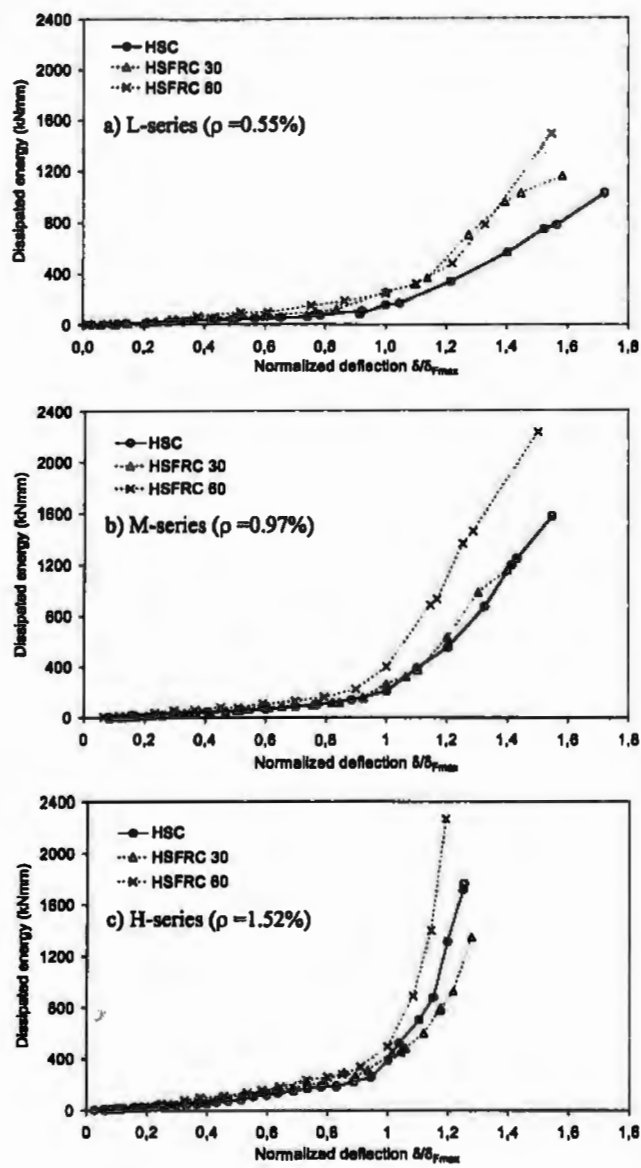 2400
2000
1600
1200
800
400
0
Dissipated energy (kNmm)
HSC
HSFRC 30
HSFRC 60
a) L-series (ρ =0.55%)
0,0 0,2 0,4 0,6 0,8 1,0 1,2 1,4 1,6 1,8
Normalized deflection δ/δFmax
2400
2000
1600
1200
800
400
0
Dissipated energy (kNmm)
HSC
HSFRC 30
HSFRC 60
b) M-series (ρ =0.97%)
0 0,2 0,4 0,6 0,8 1 1,2 1,4 1,6 1,8
Normalized deflection δ/δFmax
2400
2000
1600
1200
800
400
0
Dissipated energy (kNmm)
HSC
HSFRC 30
HSFRC 60
c) H-series (ρ =1.52%)
0 0,2 0,4 0,6 0,8 1 1,2 1,4 1,6 1,8
Normalized deflection δ/δFmax